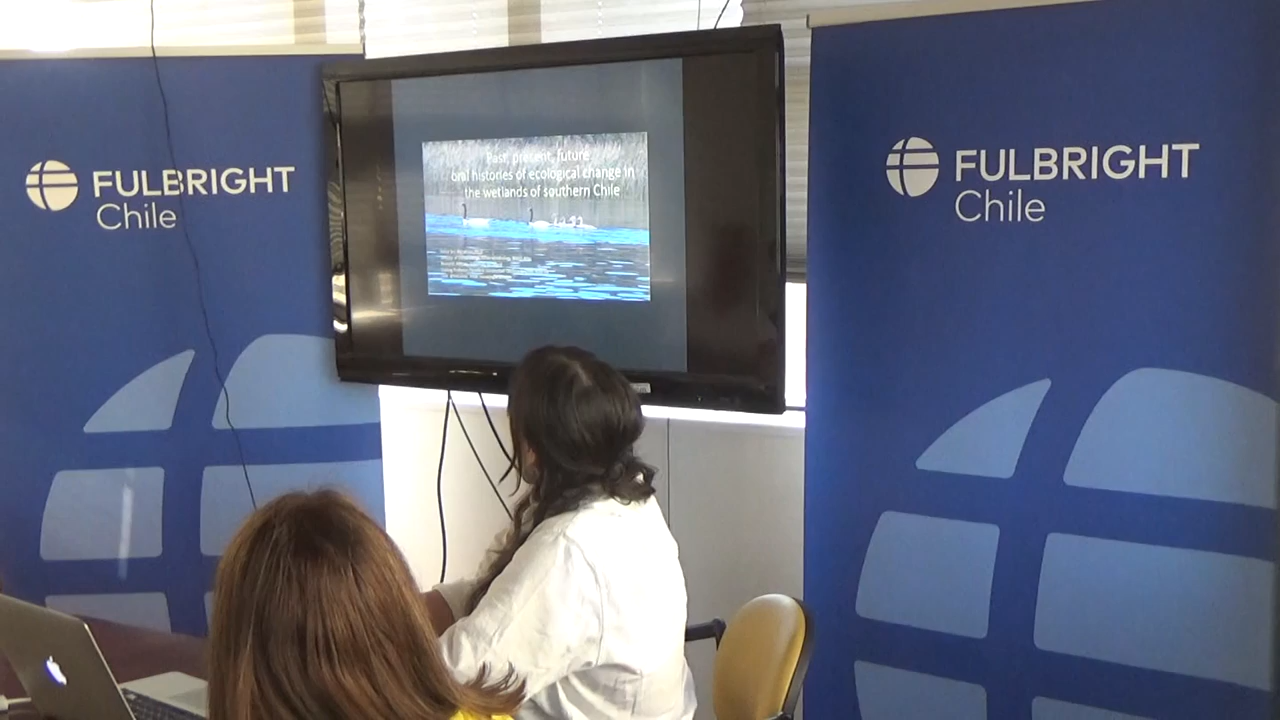 FULBRIGHT
Chile
Past, present, future
oral histories of ecological change in
the wetlands of southern Chile
FULBRIGHT
Chile